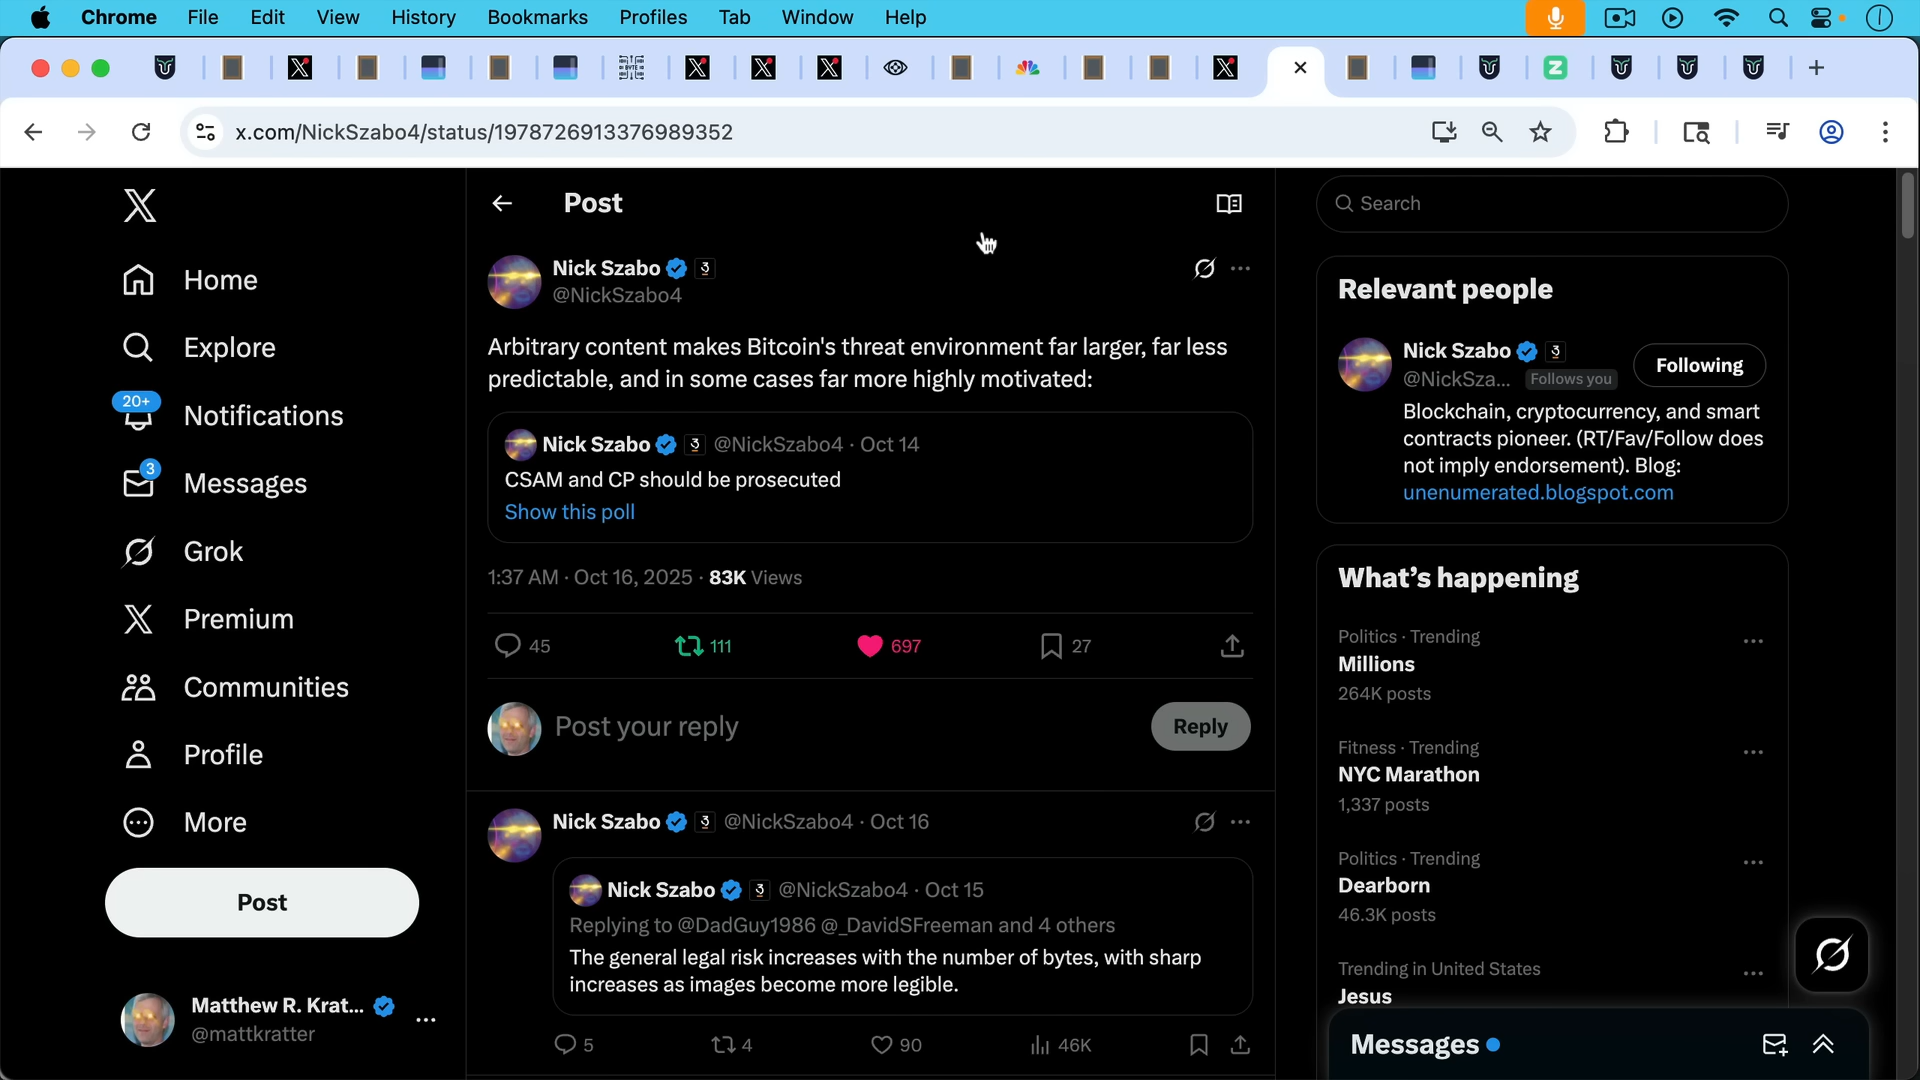 Chrome File Edit View History Bookmarks Profiles Tab Window Help
x.com/NickSzabo4/status/1978726913376989352
Home
Explore
20+
Notifications
3
Messages
Grok
Premium
Communities
Profile
More
Post
Matthew R. Krat...
@mattkratter
Post
Nick Szabo
@NickSzabo4
Arbitrary content makes Bitcoin's threat environment far larger, far less
predictable, and in some cases far more highly motivated:
Nick Szabo @NickSzabo4 · Oct 14
CSAM and CP should be prosecuted
Show this poll
1:37 AM · Oct 16, 2025 · 83K Views
45 111 697 27
Post your reply
Reply
Nick Szabo @NickSzabo4 · Oct 16
Nick Szabo @NickSzabo4 · Oct 15
Replying to @DadGuy1986 @_DavidSFreeman and 4 others
The general legal risk increases with the number of bytes, with sharp
increases as images become more legible.
5 4 90 46K
Search
Relevant people
Nick Szabo
@NickSza... Follows you
Following
Blockchain, cryptocurrency, and smart
contracts pioneer. (RT/Fav/Follow does
not imply endorsement). Blog:
unenumerated.blogspot.com
What's happening
Politics · Trending
Millions
264K posts
Fitness · Trending
NYC Marathon
1,337 posts
Politics · Trending
Dearborn
46.3K posts
Trending in United States
Jesus
Messages